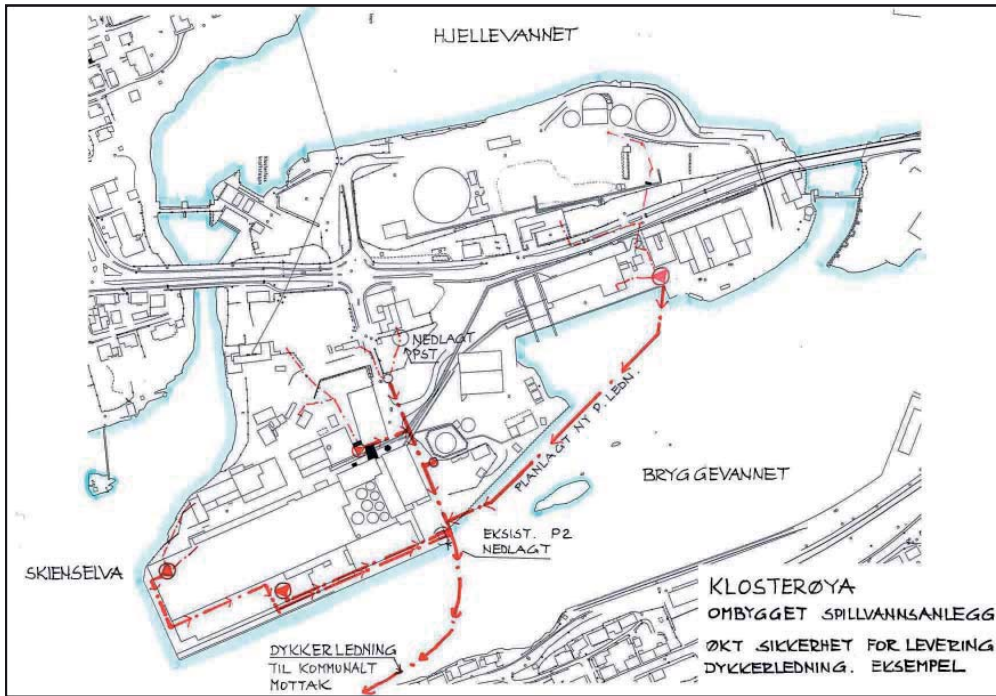 HJELLEVANNET
NEDLAGT
PST
PLANLAGT NY P. LEDN.
BRYGGEVANNET
EKSIST. P2
NEDLAGT
SKIENSELVA
DYKKERLEDNING
TIL KOMMUNALT
MOTTAK
KLOSTERØYA
OMBYGGET SPILLVANNSANLEGG
ØKT SIKKERHET FOR LEVERING
DYKKERLEDNING. EKSEMPEL